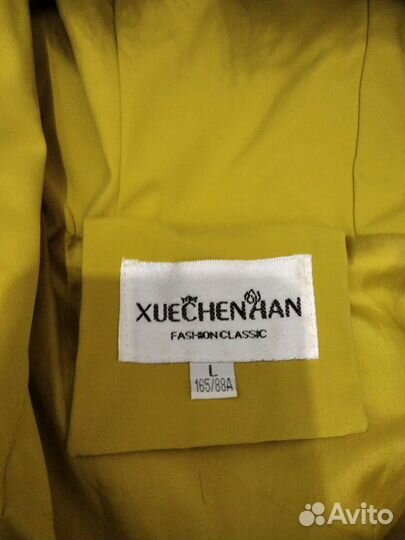 XUECHENHAN
FASHION CLASSIC
L
165/88A
Avito